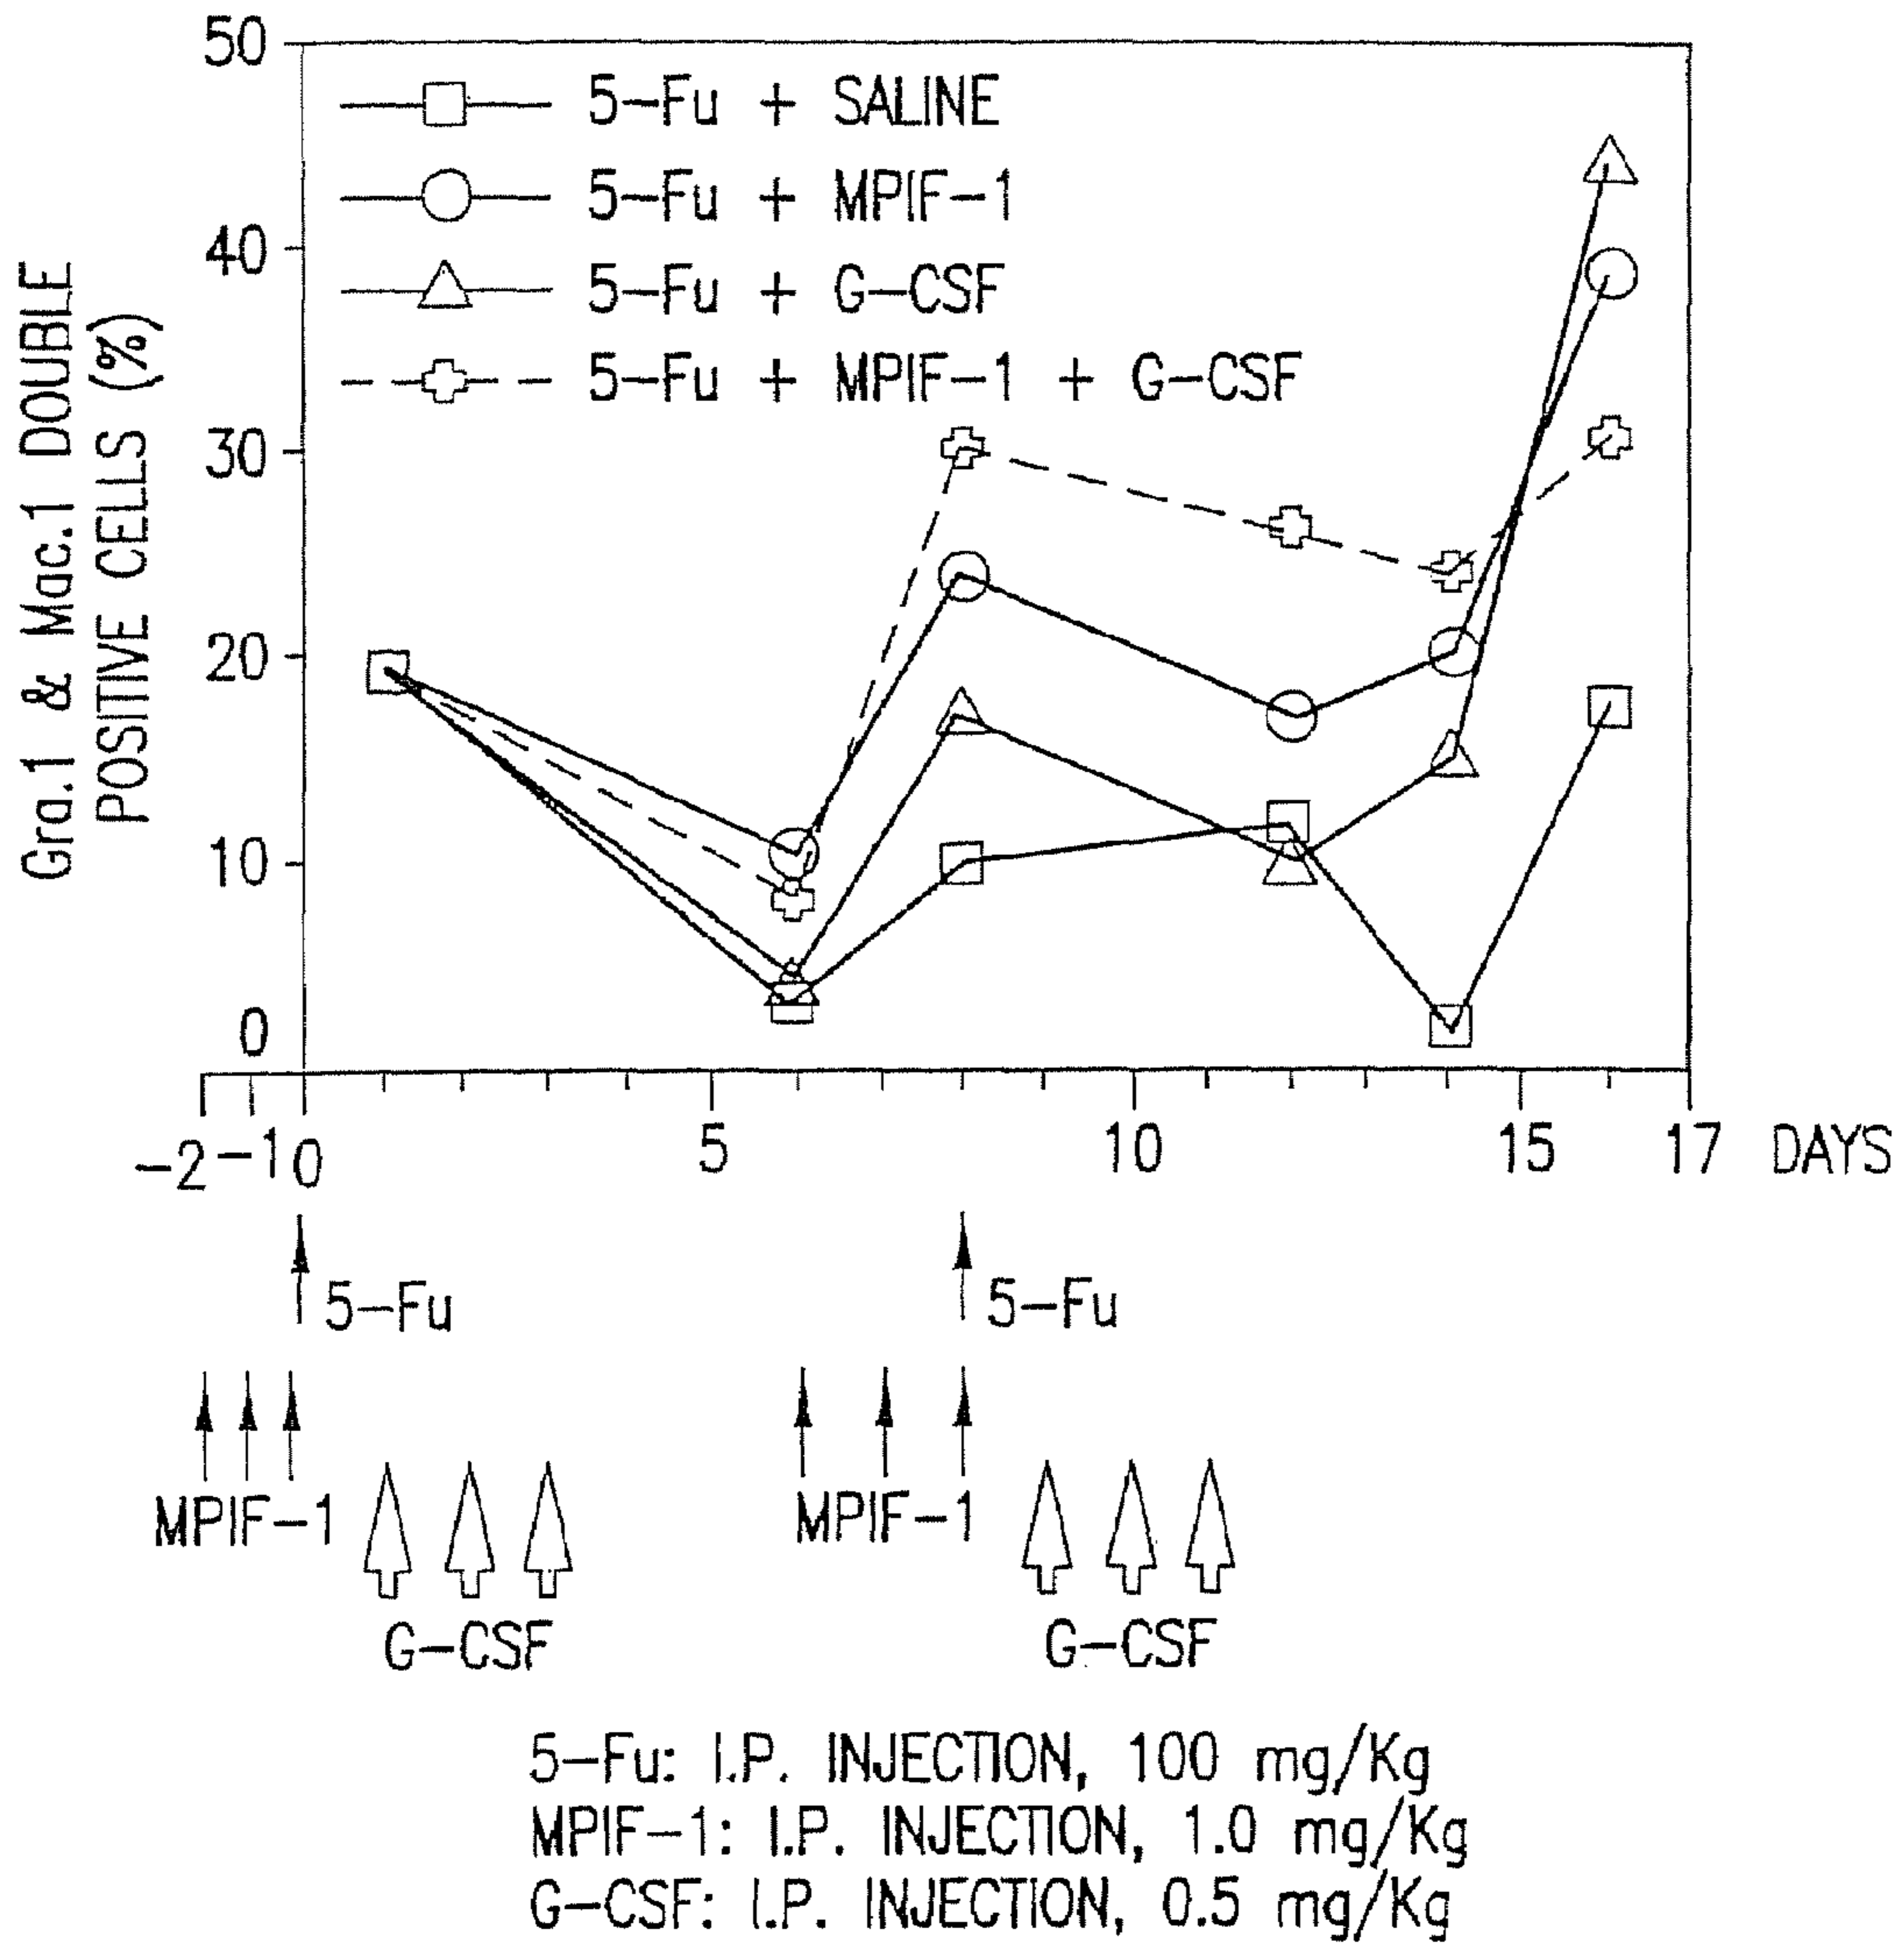 50
40
30
20
10
0
Gra.1 & Mac.1 DOUBLE
POSITIVE CELLS (%)
5-Fu + SALINE
5-Fu + MPIF-1
5-Fu + G-CSF
5-Fu + MPIF-1 + G-CSF
-2 -1 0 5 10 15 17 DAYS
5-Fu 5-Fu
MPIF-1 MPIF-1
G-CSF G-CSF
5-Fu: I.P. INJECTION, 100 mg/Kg
MPIF-1: I.P. INJECTION, 1.0 mg/Kg
G-CSF: I.P. INJECTION, 0.5 mg/Kg